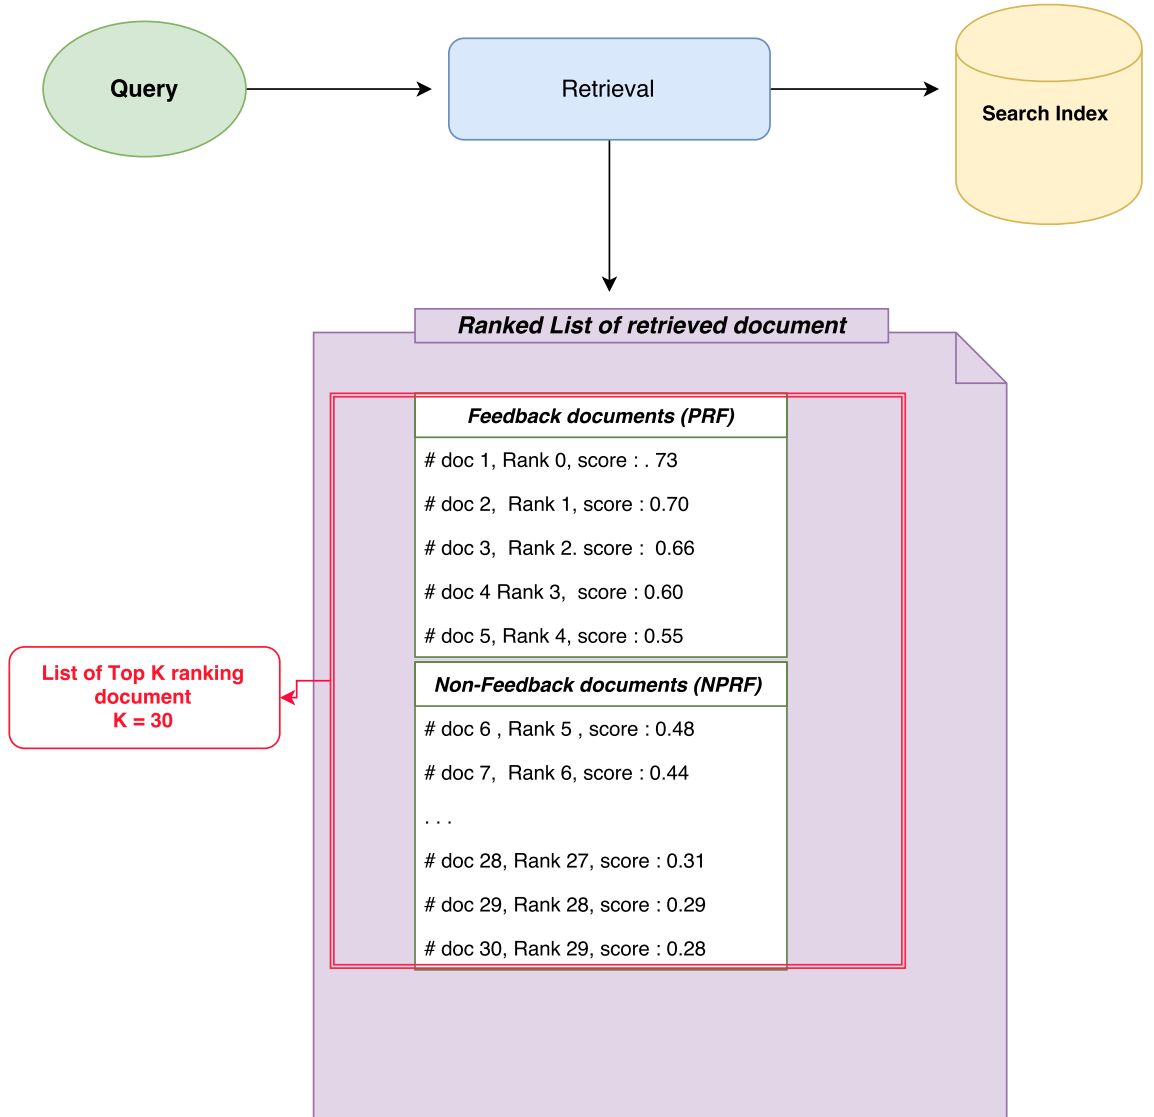 Query
Retrieval
Search Index
Ranked List of retrieved document
Feedback documents (PRF)
# doc 1, Rank 0, score : . 73
# doc 2,  Rank 1, score : 0.70
# doc 3,  Rank 2. score :  0.66
# doc 4 Rank 3,  score : 0.60
# doc 5, Rank 4, score : 0.55
List of Top K ranking
document
K = 30
Non-Feedback documents (NPRF)
# doc 6 , Rank 5 , score : 0.48
# doc 7,  Rank 6, score : 0.44
. . .
# doc 28, Rank 27, score : 0.31
# doc 29, Rank 28, score : 0.29
# doc 30, Rank 29, score : 0.28